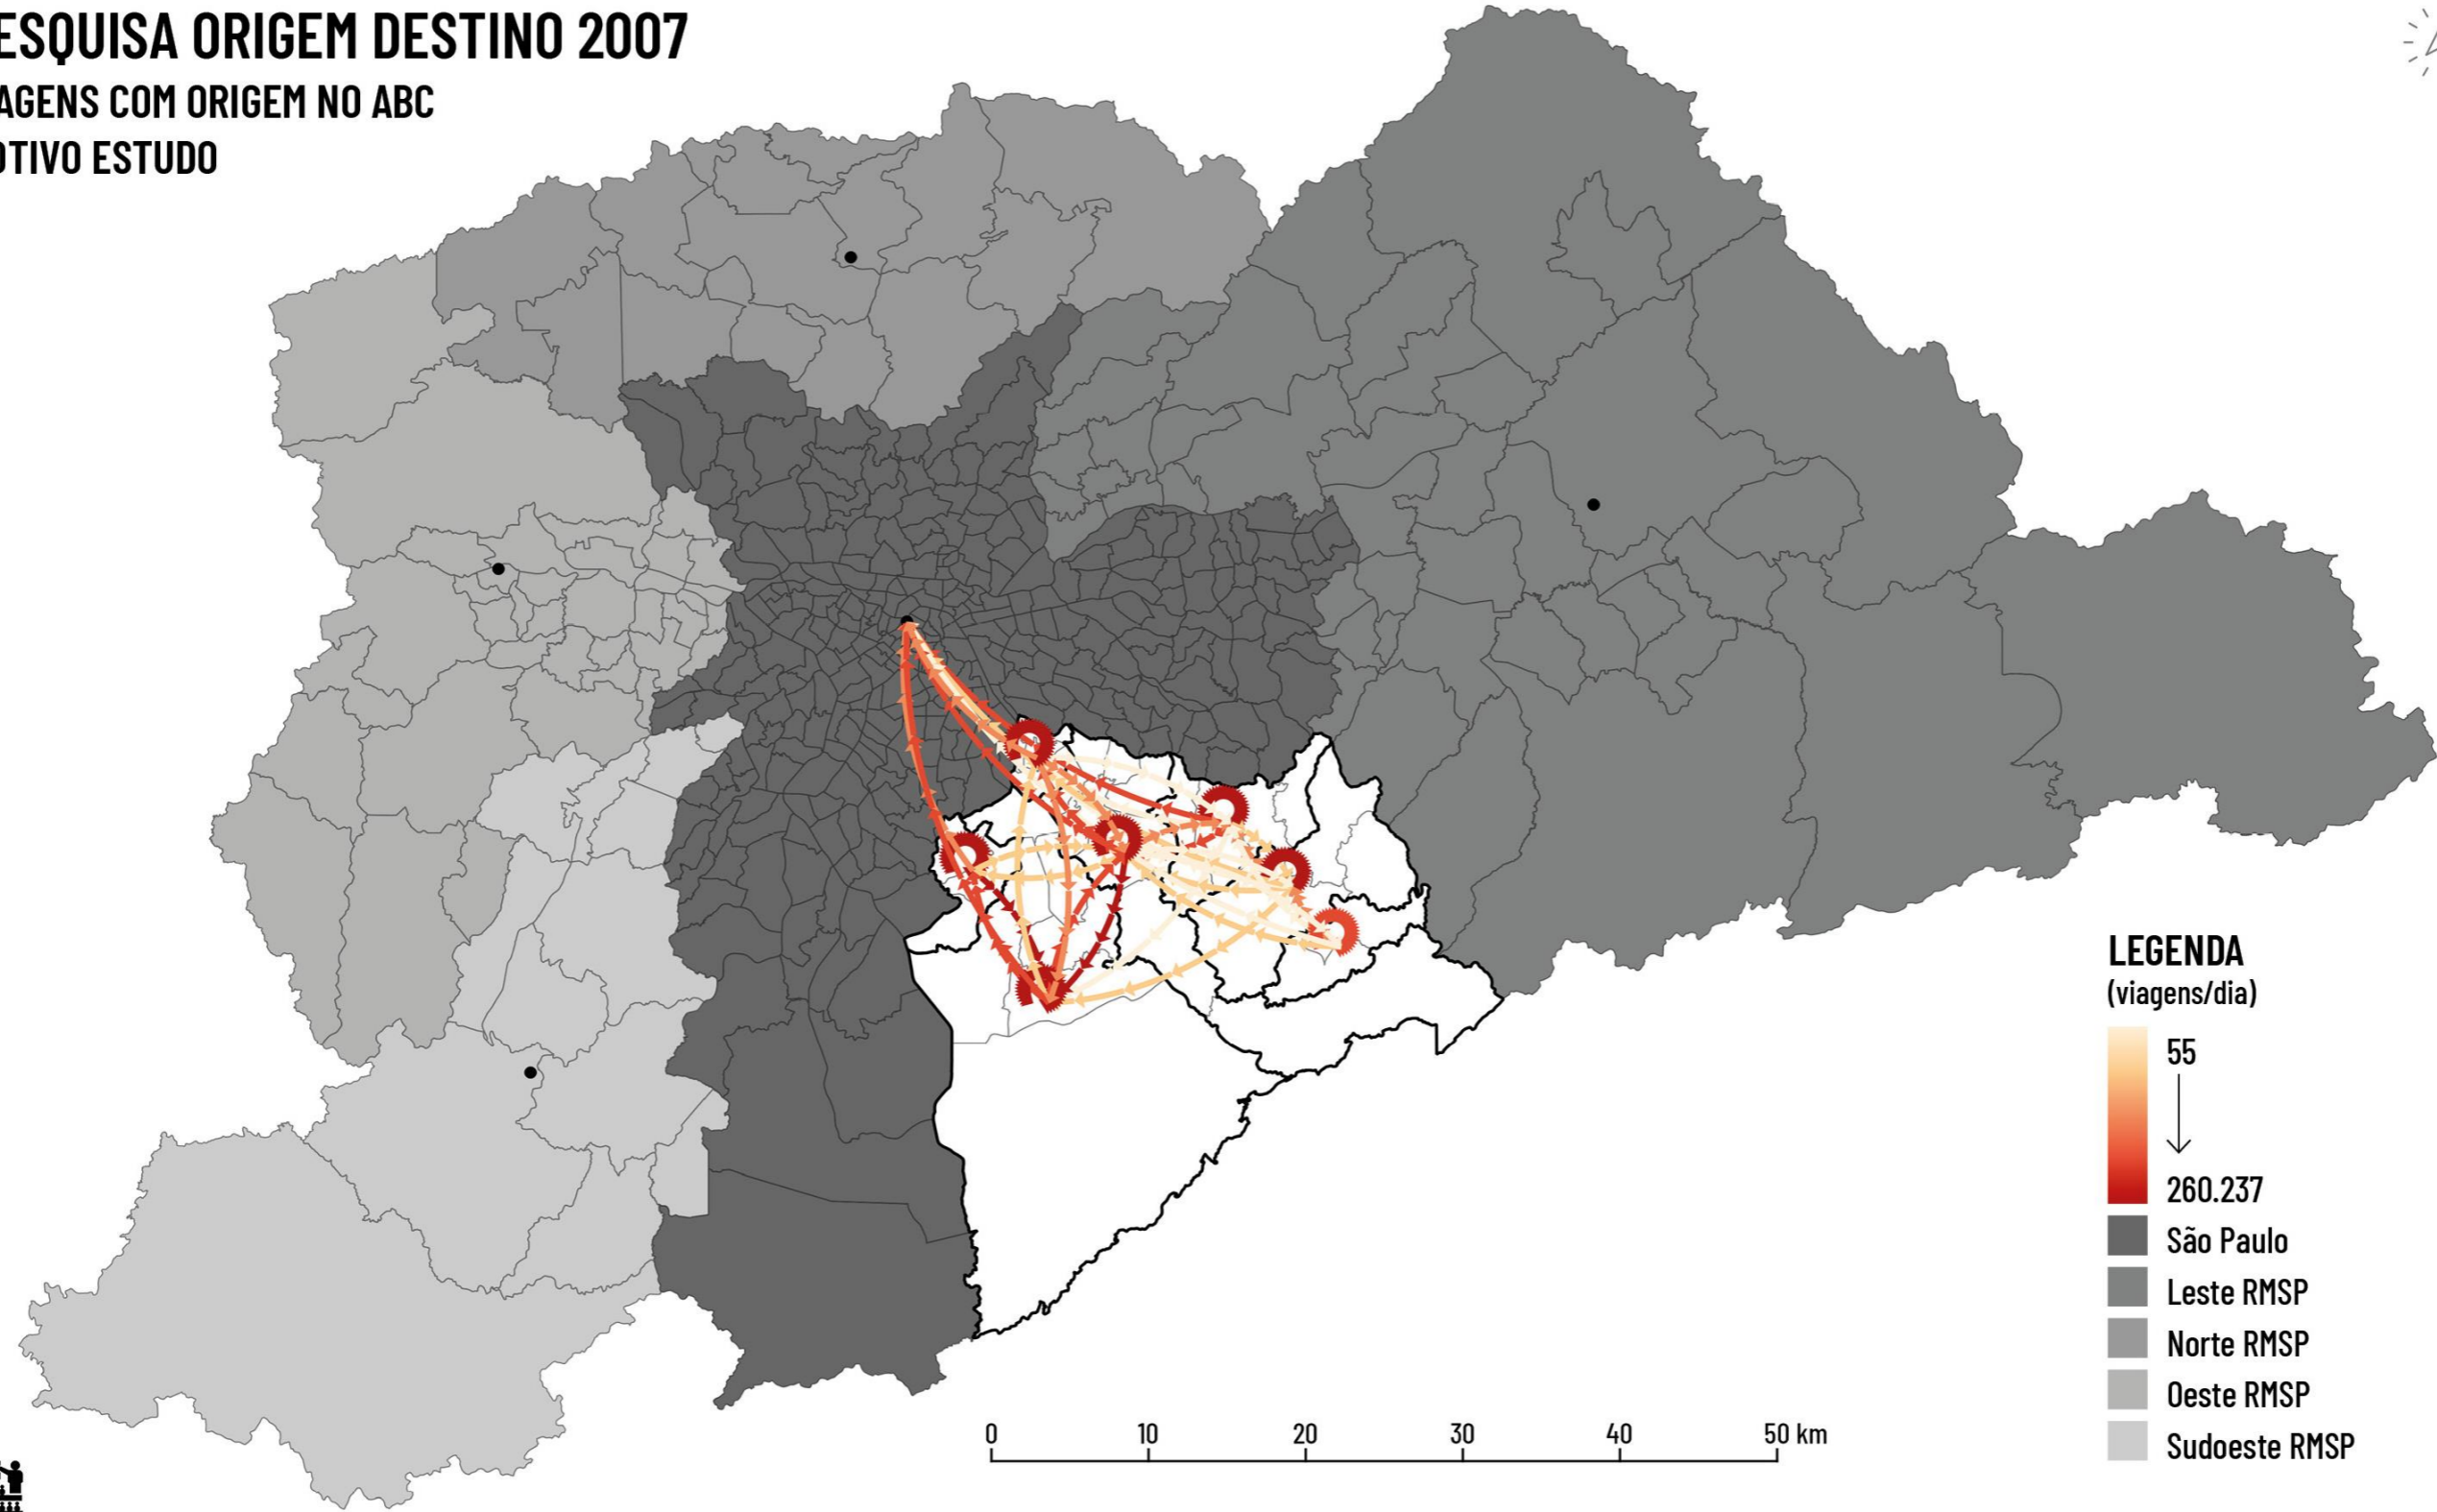 ESQUISA ORIGEM DESTINO 2007
AGENS COM ORIGEM NO ABC
OTIVO ESTUDO
LEGENDA
(viagens/dia)
55
260.237
São Paulo
Leste RMSP
Norte RMSP
Oeste RMSP
Sudoeste RMSP
0 10 20 30 40 50 km